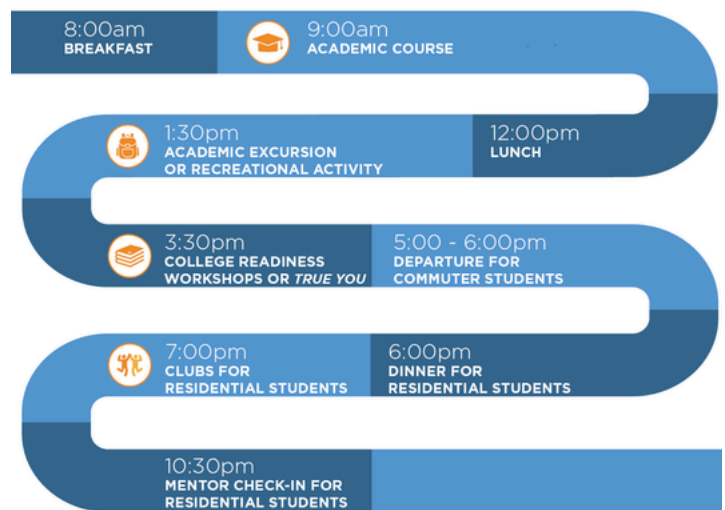 8:00am
BREAKFAST
9:00am
ACADEMIC COURSE
12:00pm
LUNCH
1:30pm
ACADEMIC EXCURSION
OR RECREATIONAL ACTIVITY
3:30pm
COLLEGE READINESS
WORKSHOPS OR TRUE YOU
5:00 - 6:00pm
DEPARTURE FOR
COMMUTER STUDENTS
6:00pm
DINNER FOR
RESIDENTIAL STUDENTS
7:00pm
CLUBS FOR
RESIDENTIAL STUDENTS
10:30pm
MENTOR CHECK-IN FOR
RESIDENTIAL STUDENTS